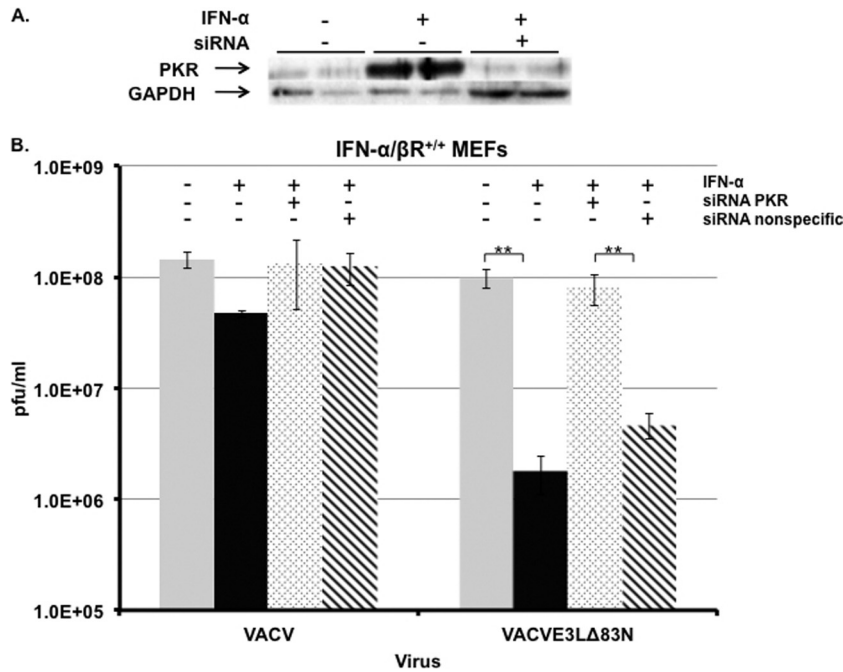 A.
IFN-α - + +
siRNA - - +
PKR
GAPDH
B.
IFN-α/βR+/+ MEFs
1.0E+09
- + + + - + + + IFN-α
- - + - - - + - siRNA PKR
- - - + - - - + siRNA nonspecific
** **
1.0E+08
1.0E+07
pfu/ml
1.0E+06
1.0E+05
VACV VACVE3LΔ83N
Virus